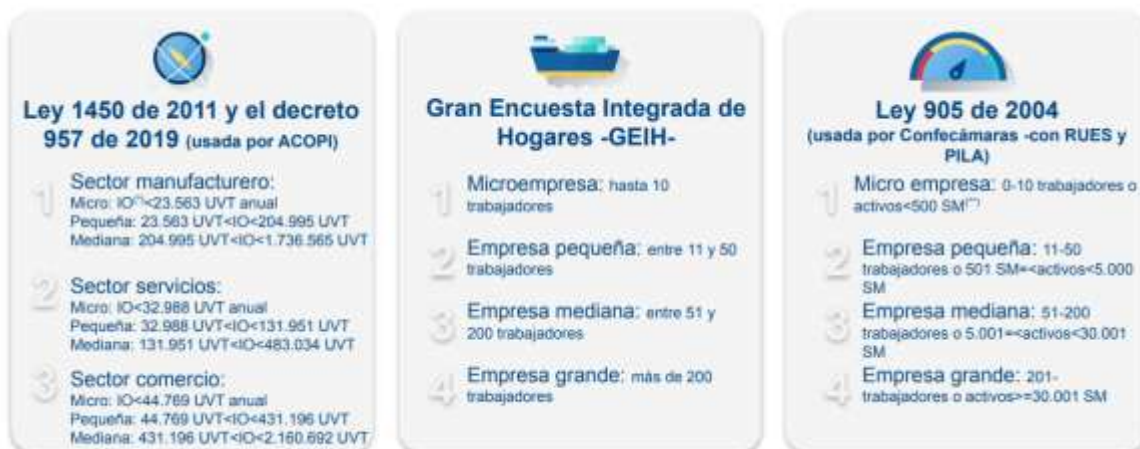 Ley 1450 de 2011 y el decreto
957 de 2019 (usada por ACOPI)
1 Sector manufacturero:
Micro: IO(*)<23.563 UVT anual
Pequeña: 23.563 UVT<IO<204.995 UVT
Mediana: 204.995 UVT<IO<1.736.565 UVT
2 Sector servicios:
Micro: IO<32.988 UVT anual
Pequeña: 32.988 UVT<IO<131.951 UVT
Mediana: 131.951 UVT<IO<483.034 UVT
3 Sector comercio:
Micro: IO<44.769 UVT anual
Pequeña: 44.769 UVT<IO<431.196 UVT
Mediana: 431.196 UVT<IO<2.160.692 UVT
Gran Encuesta Integrada de
Hogares -GEIH-
1 Microempresa: hasta 10
trabajadores
2 Empresa pequeña: entre 11 y 50
trabajadores
3 Empresa mediana: entre 51 y
200 trabajadores
4 Empresa grande: más de 200
trabajadores
Ley 905 de 2004
(usada por Confecámaras -con RUES y
PILA)
1 Micro empresa: 0-10 trabajadores o
activos<500 SM(**)
2 Empresa pequeña: 11-50
trabajadores o 501 SM=<activos<5.000
SM
3 Empresa mediana: 51-200
trabajadores o 5.001=<activos<30.001
SM
4 Empresa grande: 201-
trabajadores o activos>=30.001 SM